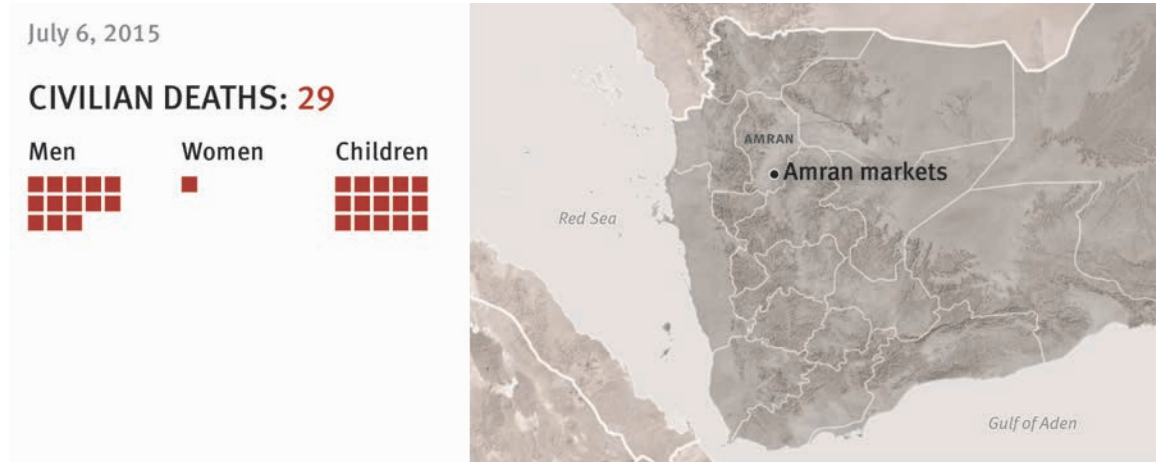 July 6, 2015
CIVILIAN DEATHS: 29
Men Women Children
AMRAN
Amran markets
Red Sea
Gulf of Aden